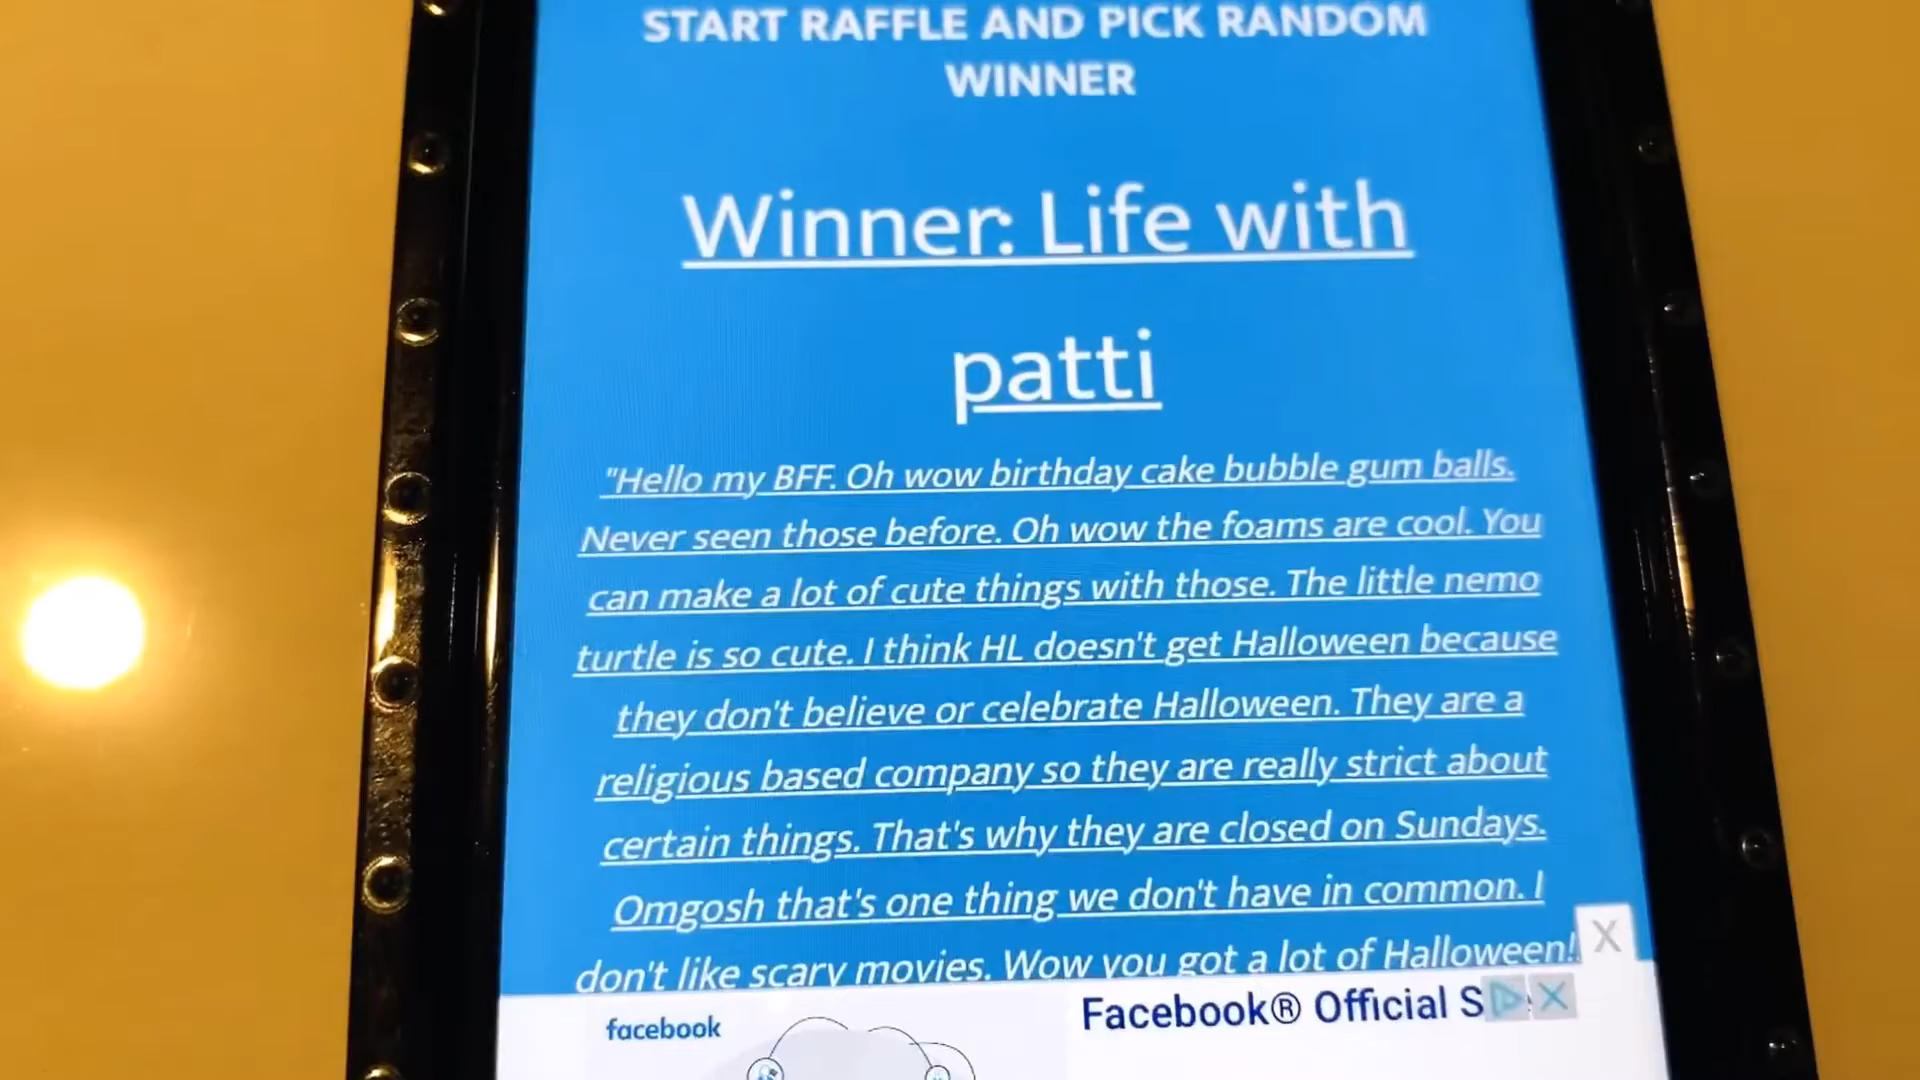 START RAFFLE AND PICK RANDOM
WINNER
Winner: Life with
patti
"Hello my BFF. Oh wow birthday cake bubble gum balls.
Never seen those before. Oh wow the foams are cool. You
can make a lot of cute things with those. The little nemo
turtle is so cute. I think HL doesn't get Halloween because
they don't believe or celebrate Halloween. They are a
religious based company so they are really strict about
certain things. That's why they are closed on Sundays.
Omgosh that's one thing we don't have in common. I
don't like scary movies. Wow you got a lot of Halloween!
X
facebook
Facebook® Official S